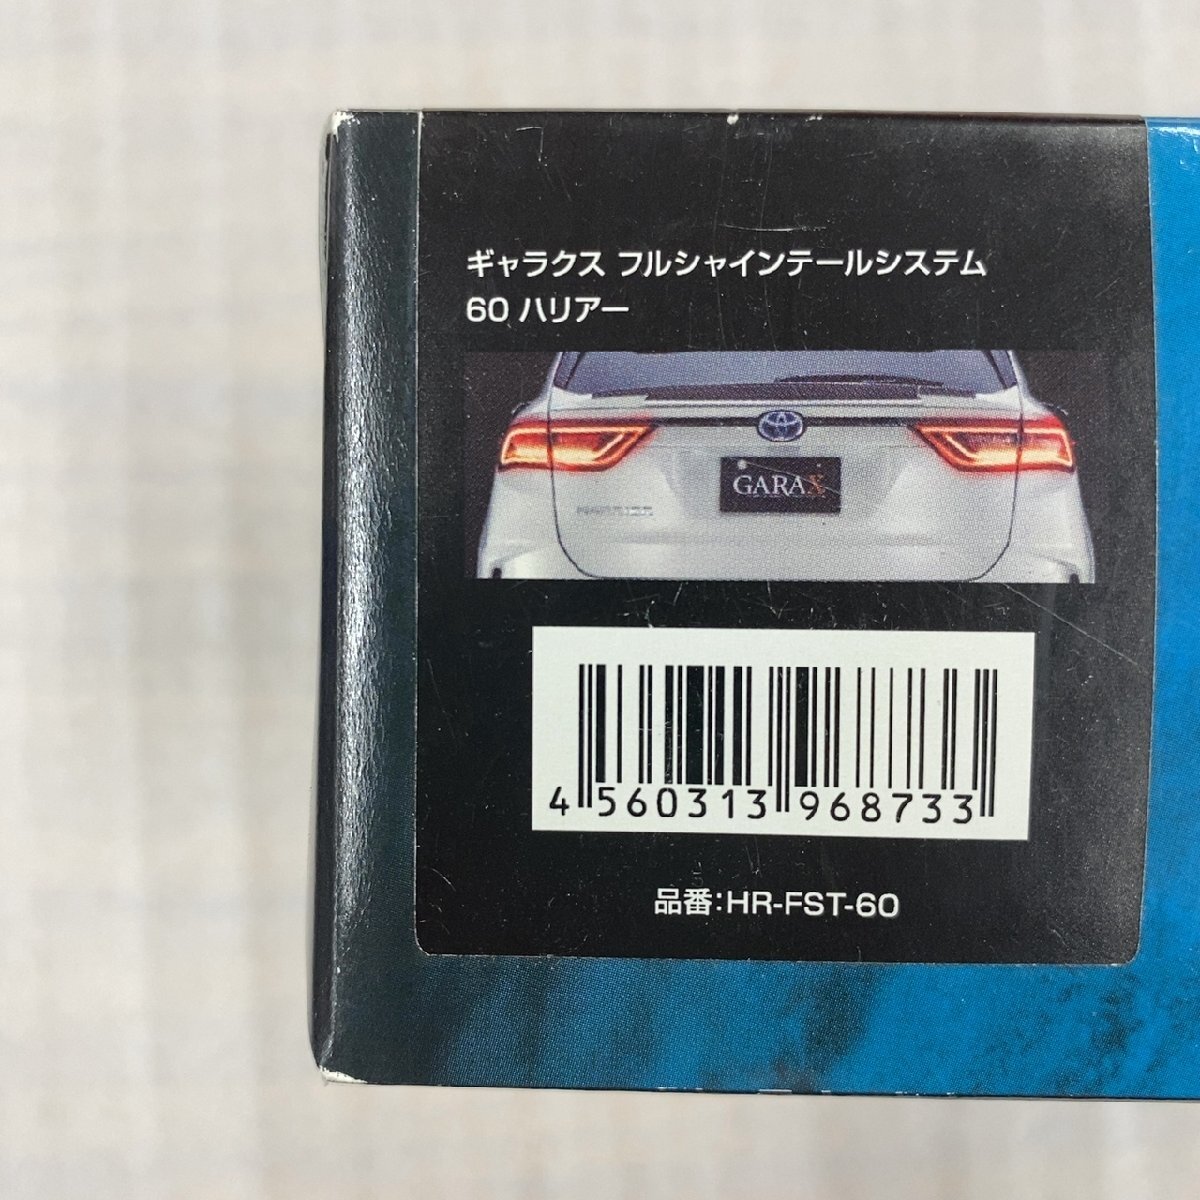 ギャラクス フルシャインテールシステム
60 ハリアー
GARAX
HARRIER
4 560313 968733
品番:HR-FST-60